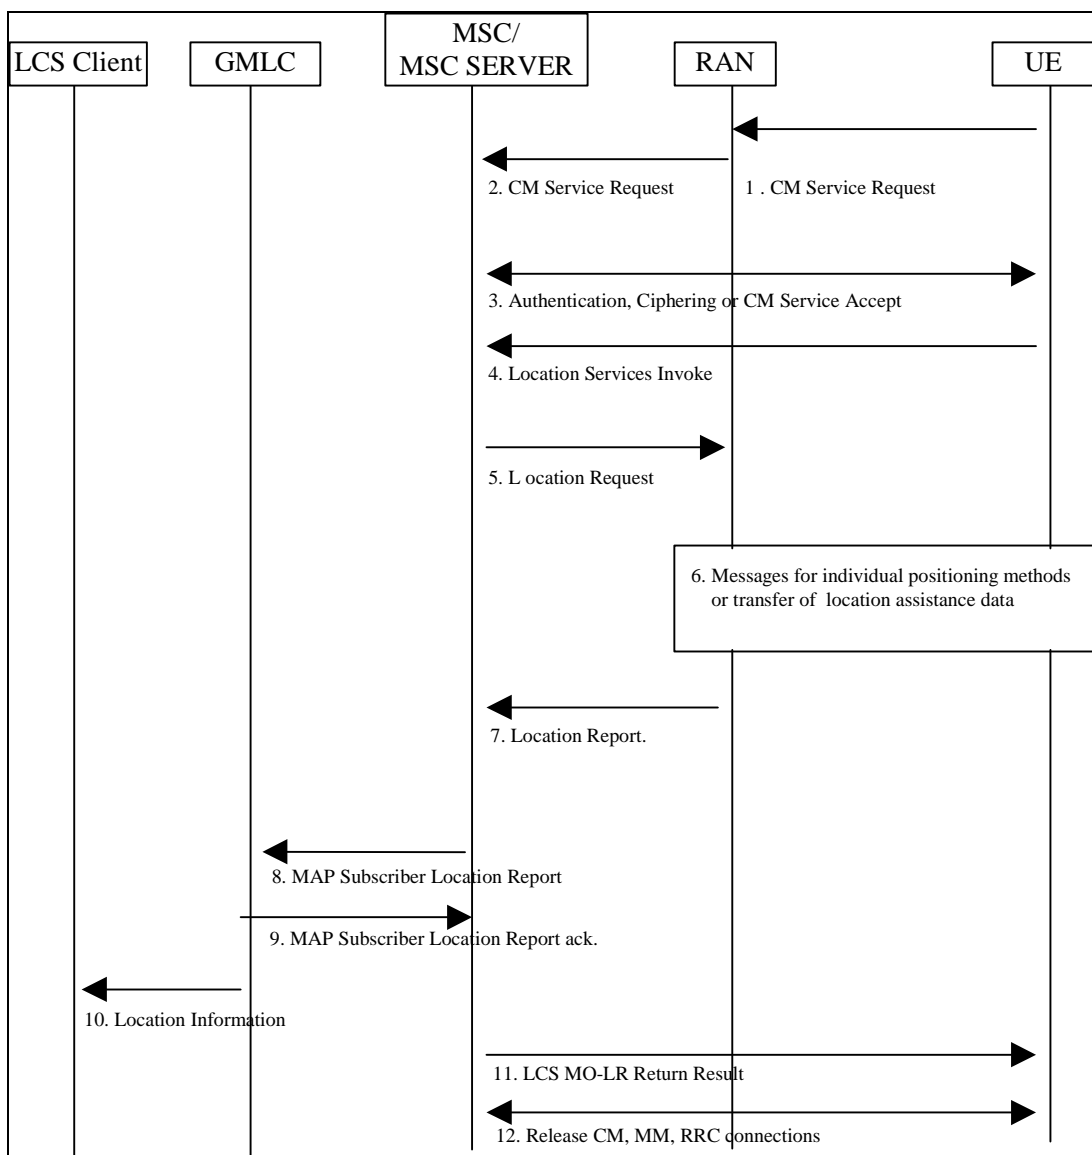 MSC/
MSC SERVER
LCS Client
GMLC
RAN
UE
2. CM Service Request
1 . CM Service Request
3. Authentication, Ciphering or CM Service Accept
4. Location Services Invoke
5. L ocation Request
6. Messages for individual positioning methods
or transfer of location assistance data
7. Location Report.
8. MAP Subscriber Location Report
9. MAP Subscriber Location Report ack.
10. Location Information
11. LCS MO-LR Return Result
12. Release CM, MM, RRC connections